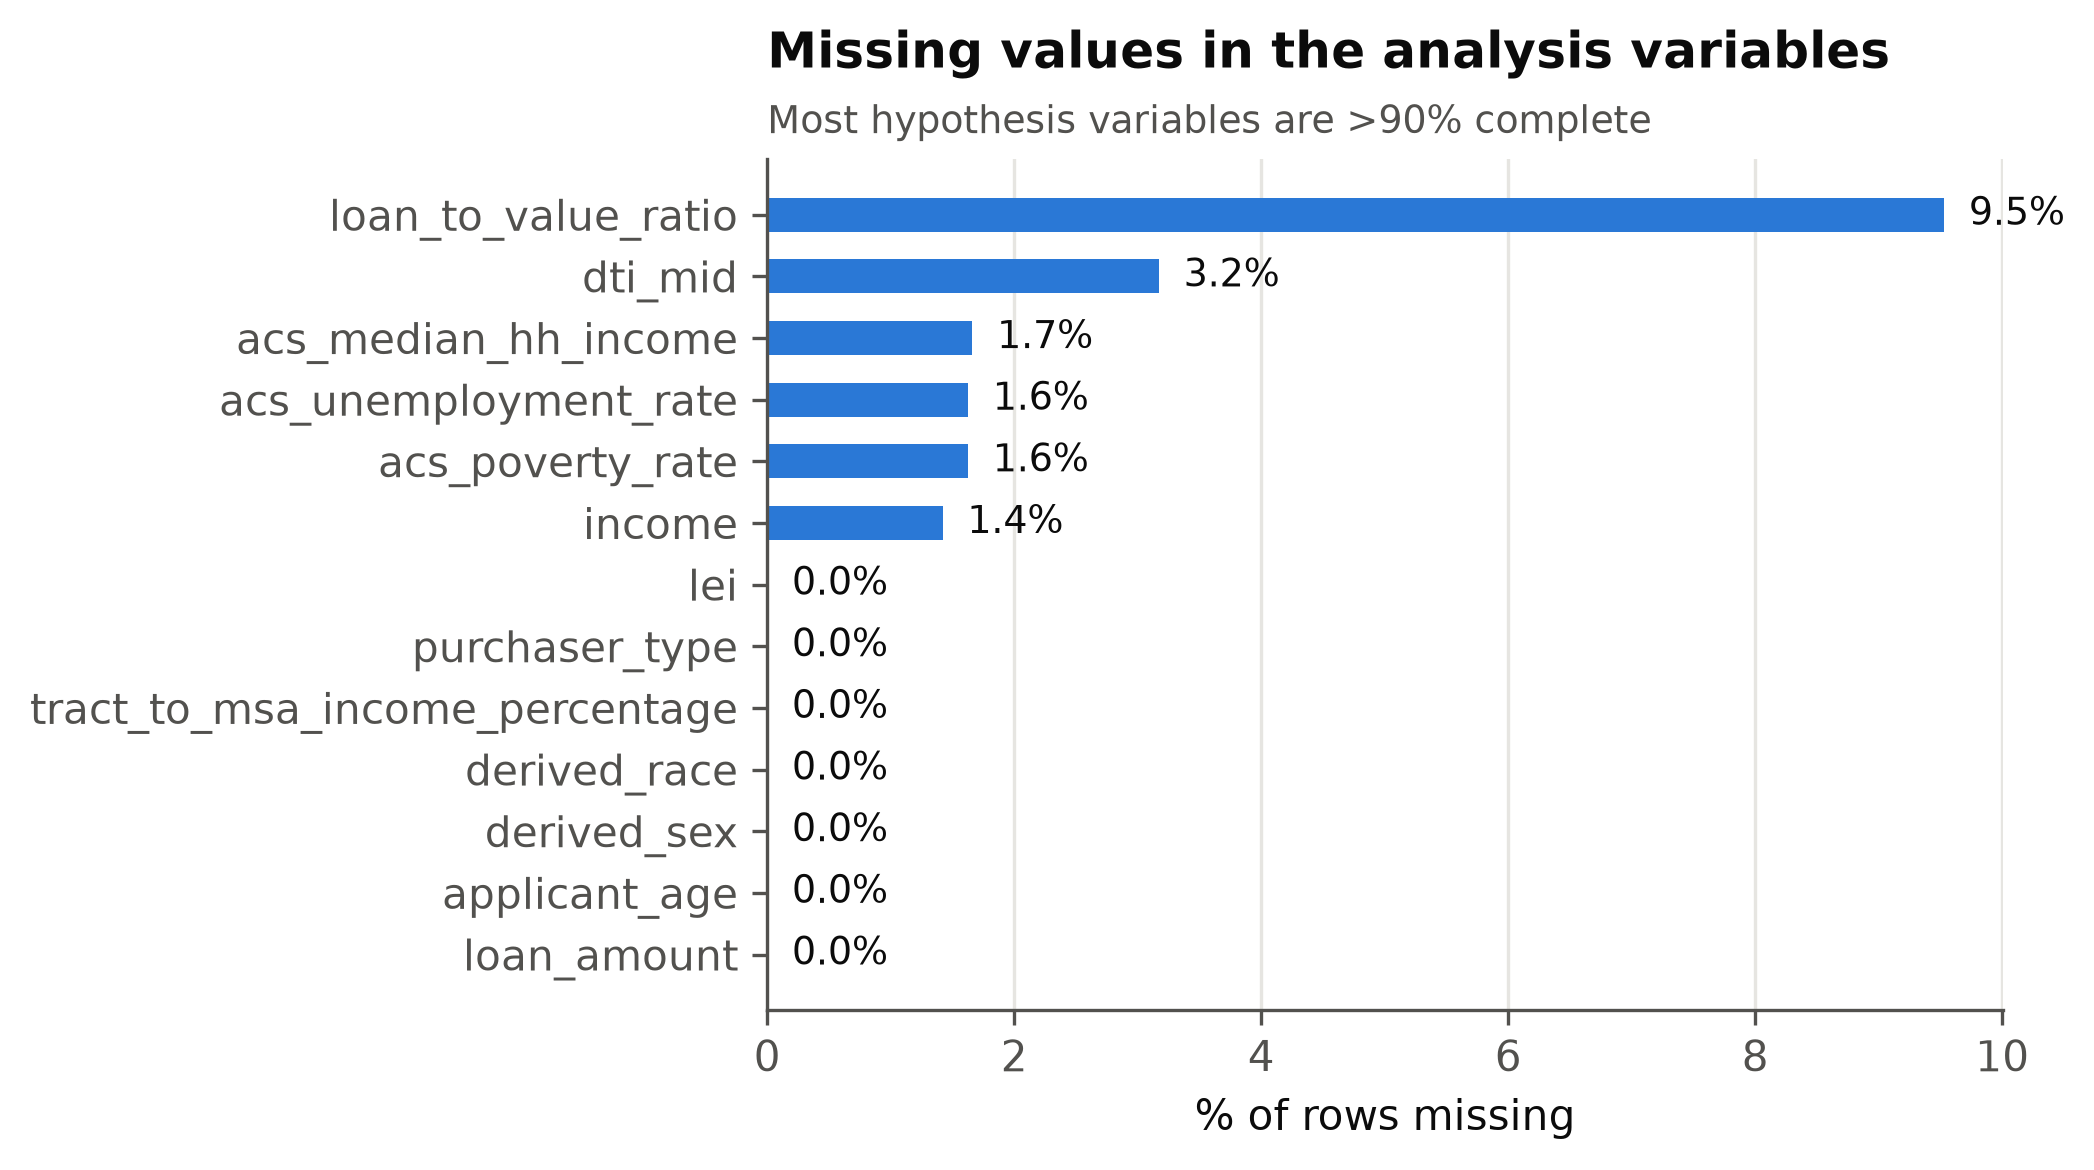 Missing values in the analysis variables
Most hypothesis variables are >90% complete
loan_to_value_ratio 9.5%
dti_mid 3.2%
acs_median_hh_income 1.7%
acs_unemployment_rate 1.6%
acs_poverty_rate 1.6%
income 1.4%
lei 0.0%
purchaser_type 0.0%
tract_to_msa_income_percentage 0.0%
derived_race 0.0%
derived_sex 0.0%
applicant_age 0.0%
loan_amount 0.0%
0 2 4 6 8 10
% of rows missing